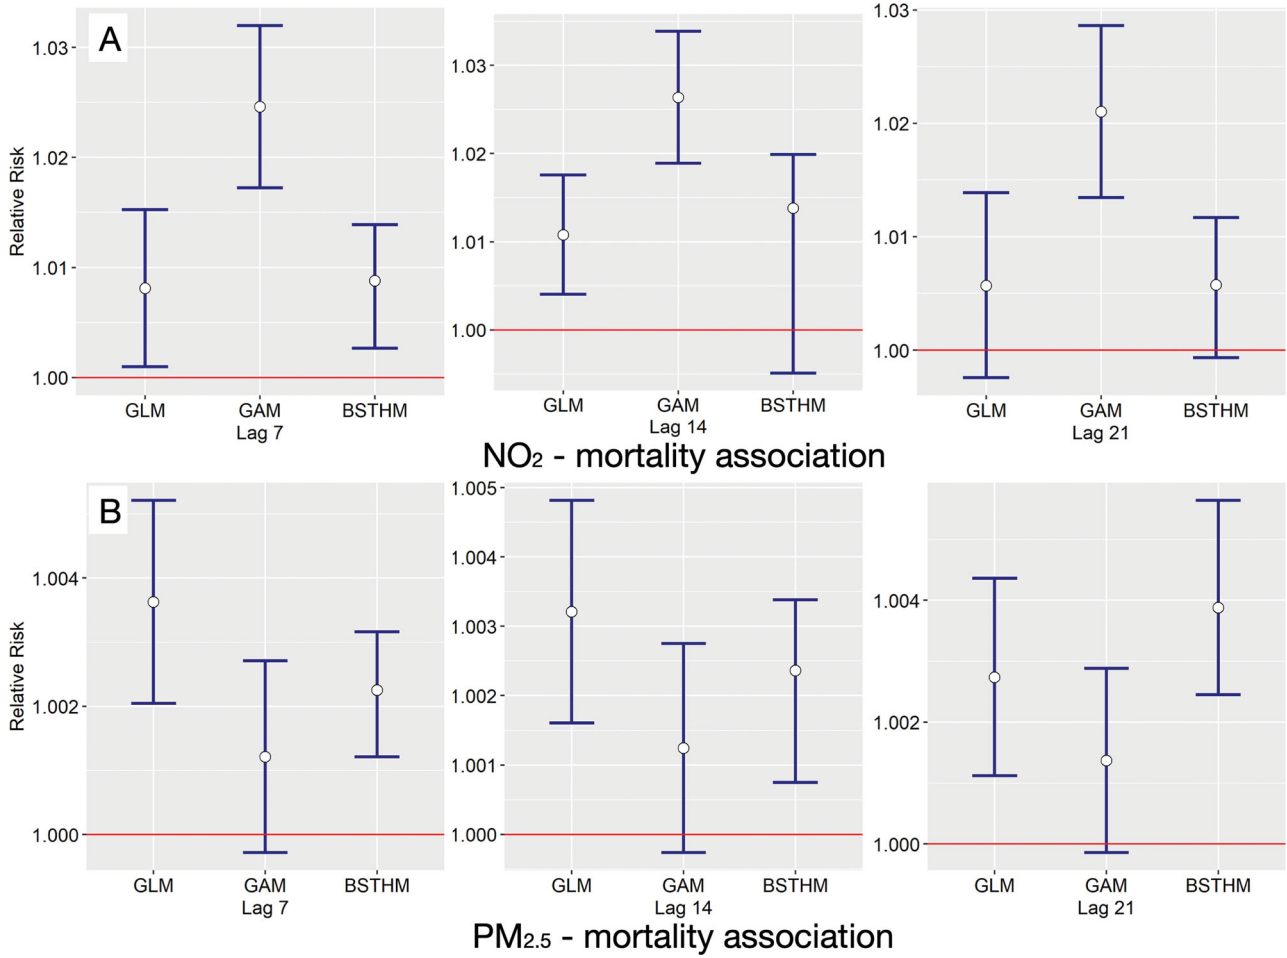 A
Relative Risk
1.03
1.02
1.01
1.00
GLM GAM BSTHM
Lag 7
1.03
1.02
1.01
1.00
GLM GAM BSTHM
Lag 14
1.03
1.02
1.01
1.00
GLM GAM BSTHM
Lag 21
NO₂ - mortality association
B
Relative Risk
1.004
1.002
1.000
GLM GAM BSTHM
Lag 7
1.005
1.004
1.003
1.002
1.001
1.000
GLM GAM BSTHM
Lag 14
1.004
1.002
1.000
GLM GAM BSTHM
Lag 21
PM₂.₅ - mortality association